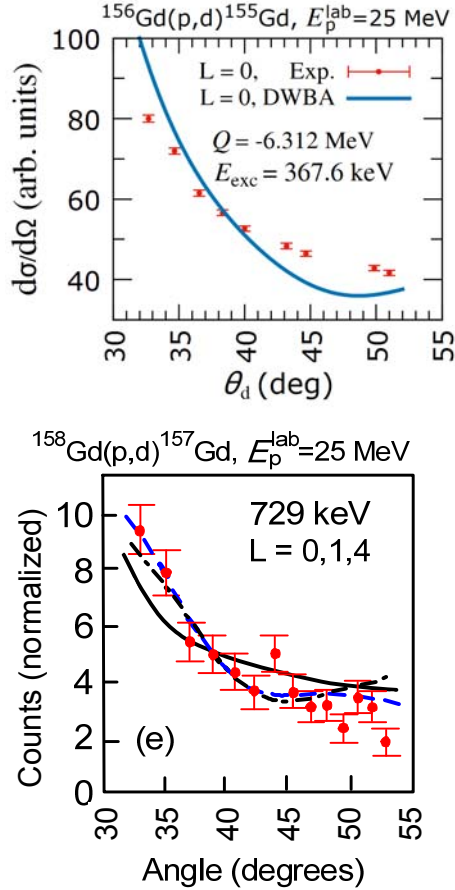 ¹⁵⁶Gd(p,d)¹⁵⁵Gd, Eₚˡᵃᵇ=25 MeV
100
80
60
40
dσ/dΩ (arb. units)
L = 0, Exp.
L = 0, DWBA
Q = -6.312 MeV
E_exc = 367.6 keV
30
35
40
45
50
55
θ_d (deg)
¹⁵⁸Gd(p,d)¹⁵⁷Gd, Eₚˡᵃᵇ=25 MeV
10
8
6
4
2
0
Counts (normalized)
729 keV
L = 0,1,4
(e)
30
35
40
45
50
55
Angle (degrees)